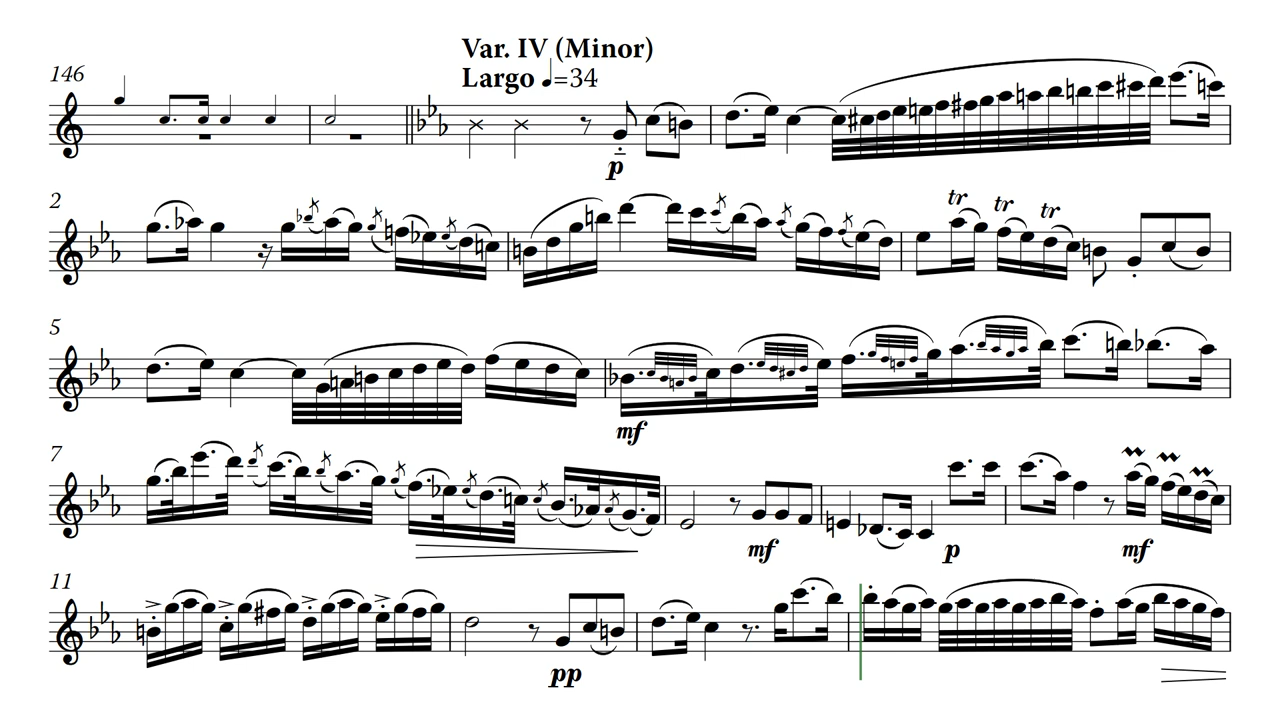 Var. IV (Minor)
Largo ♩=34
146
p
2
tr tr tr
5
mf
7
mf p mf
11
pp